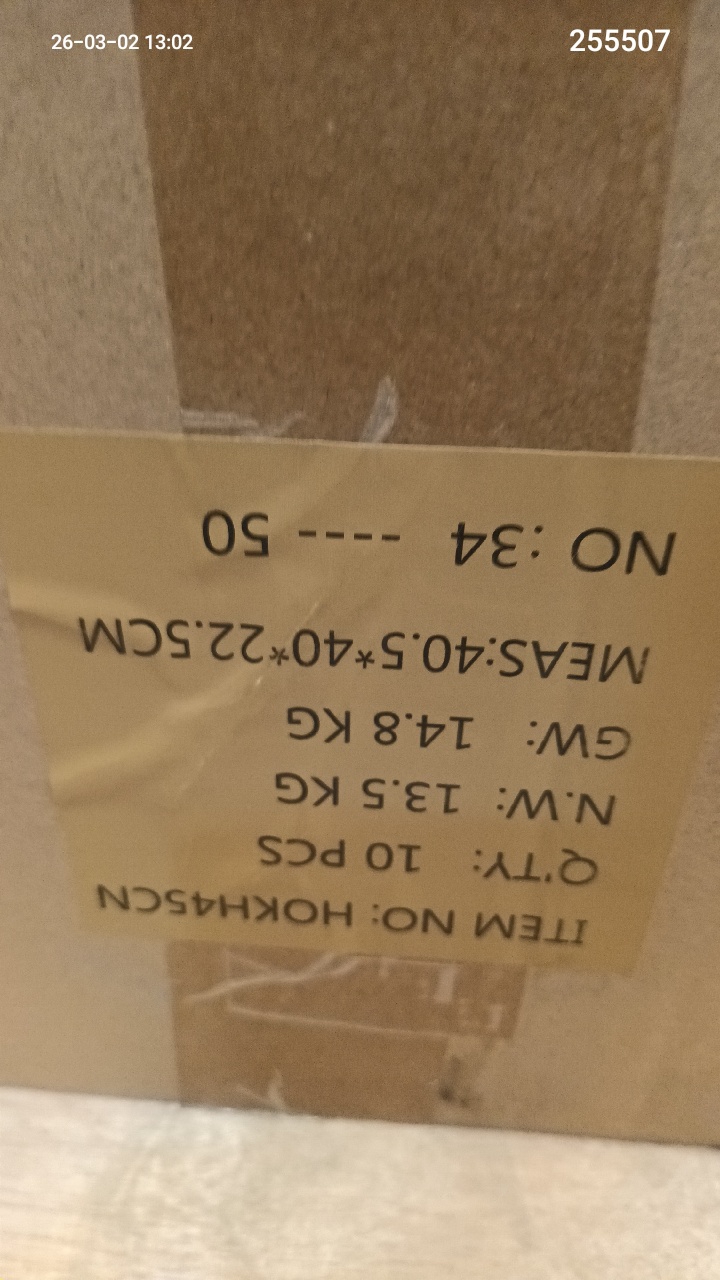 26-03-02 13:02
255507
ITEM NO: HOKH45CN
Q'TY: 10 PCS
N.W: 13.5 KG
GW: 14.8 KG
MEAS:40.5*40*22.5CM
NO :34 ---- 50